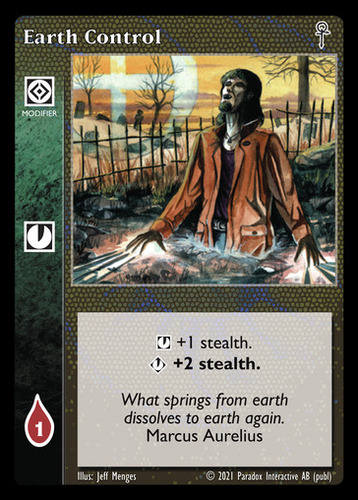 Earth Control
MODIFIER
+1 stealth.
+2 stealth.
What springs from earth
dissolves to earth again.
Marcus Aurelius
1
Illus: Jeff Menges © 2021 Paradox Interactive AB (publ)